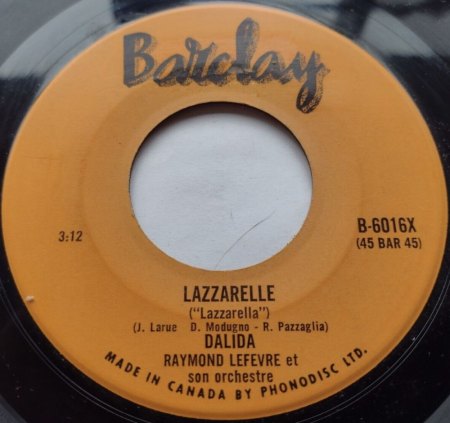 Barclay
3:12
B-6016X
(45 BAR 45)
LAZZARELLE
("Lazzarella")
(J. Larue D. Modugno - R. Pazzaglia)
DALIDA
RAYMOND LEFEVRE et
son orchestre
MADE IN CANADA BY PHONODISC LTD.